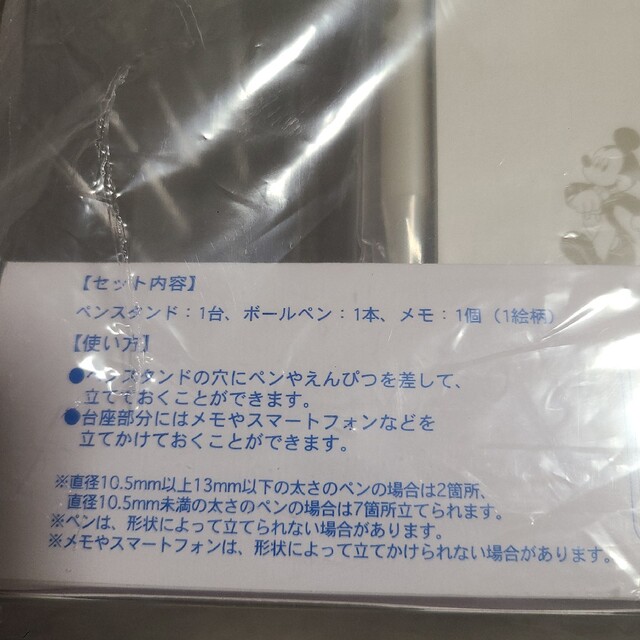 【セット内容】
ペンスタンド：1台、ボールペン：1本、メモ：1個（1絵柄）
【使い方】
●ペンスタンドの穴にペンやえんぴつを差して、
立てておくことができます。
●台座部分にはメモやスマートフォンなどを
立てかけておくことができます。
※直径10.5mm以上13mm以下の太さのペンの場合は2箇所、
直径10.5mm未満の太さのペンの場合は7箇所立てられます。
※ペンは、形状によって立てられない場合があります。
※メモやスマートフォンは、形状によって立てかけられない場合があります。